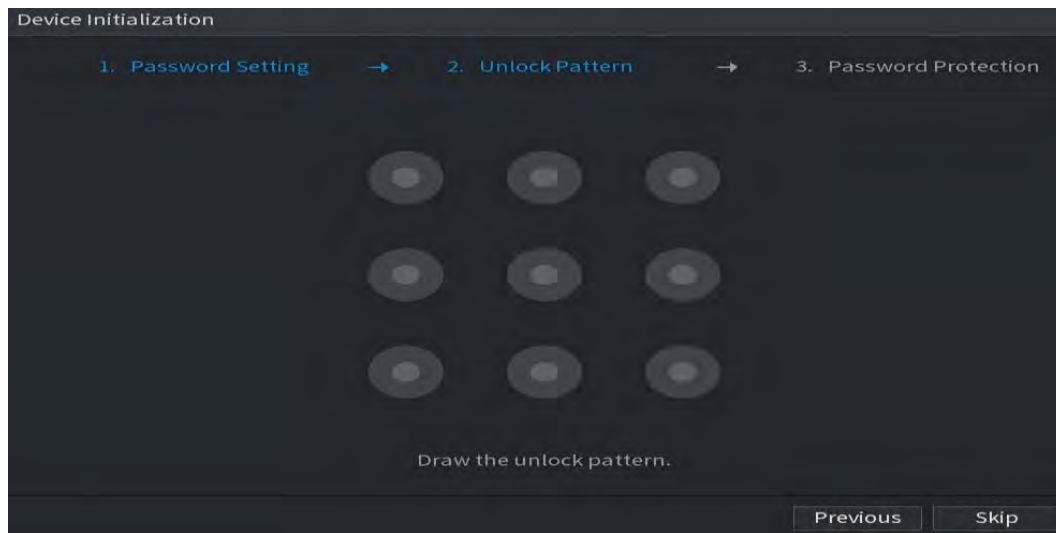 Device Initialization
1. Password Setting → 2. Unlock Pattern → 3. Password Protection
Draw the unlock pattern.
Previous Skip